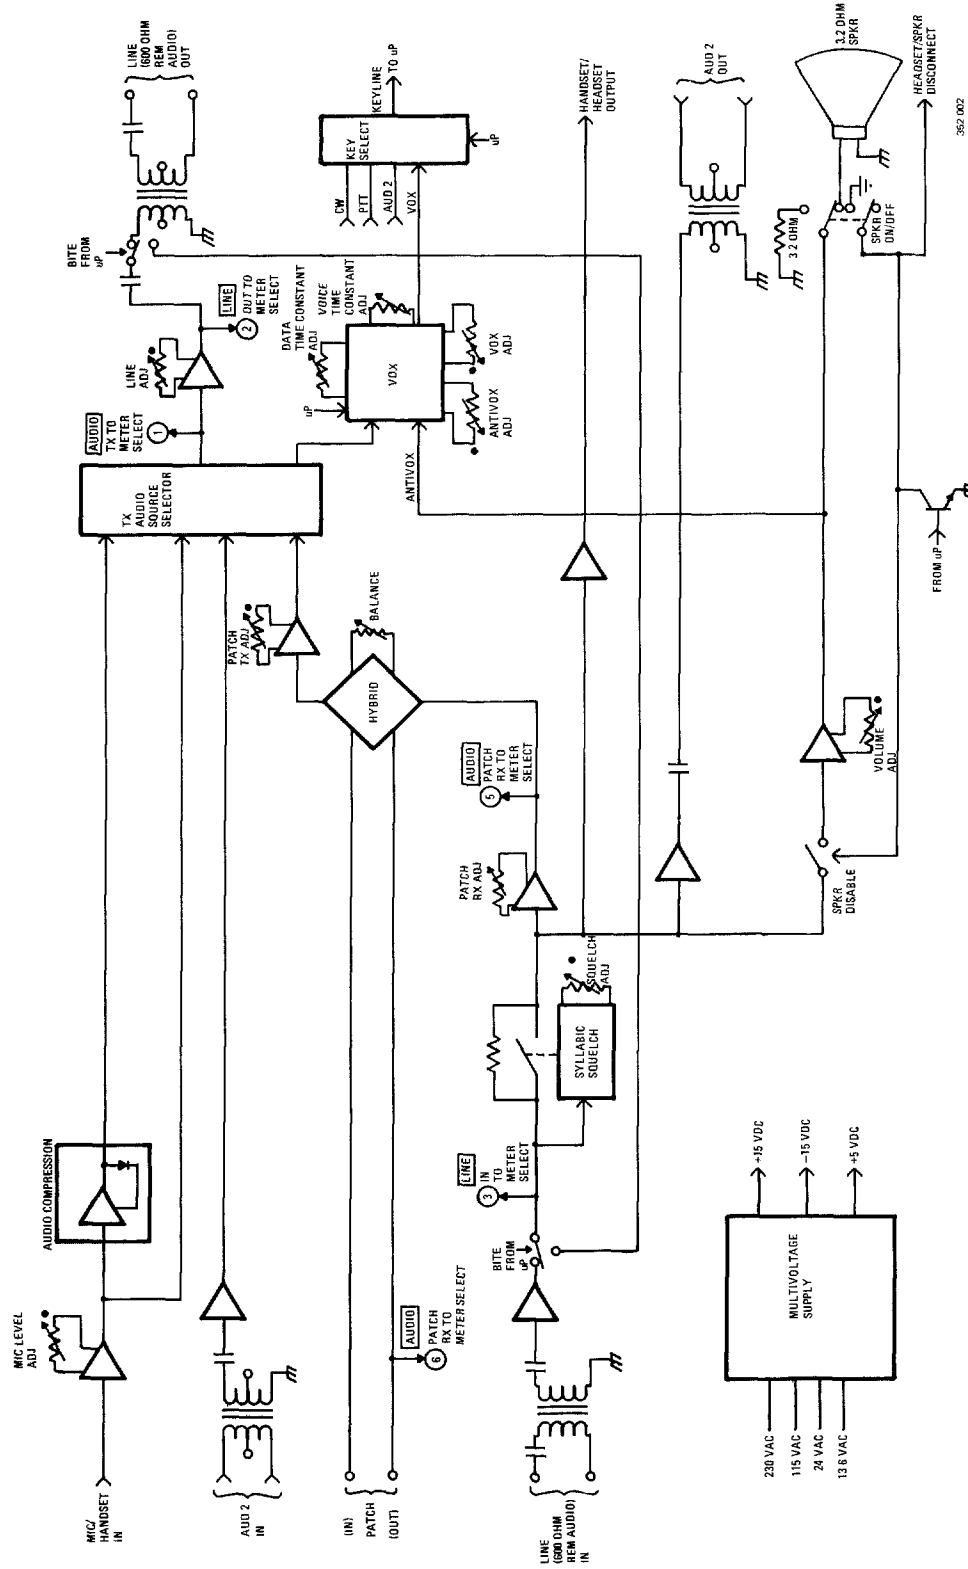 MIC/
HANDSET
IN
MIC LEVEL
ADJ
AUDIO COMPRESSION
AUD 2
IN
(IN)
PATCH
(OUT)
AUDIO
6
PATCH
RX TO
METER SELECT
LINE
(600 OHM
REM AUDIO)
IN
BITE
FROM
uP
LINE
3
IN
TO
METER
SELECT
SYLLABIC
SQUELCH
SQUELCH
ADJ
PATCH
RX ADJ
AUDIO
5
PATCH
RX TO
METER
SELECT
HYBRID
BALANCE
PATCH
TX ADJ
TX
AUDIO
SOURCE
SELECTOR
AUDIO
TX TO
METER
SELECT
1
LINE
ADJ
LINE
OUT TO
METER
SELECT
2
BITE
FROM
uP
LINE
(600 OHM
REM
AUDIO)
OUT
DATA
TIME CONSTANT
ADJ
VOICE
TIME
CONSTANT
ADJ
uP
VOX
ANTIVOX
ANTIVOX
ADJ
VOX
ADJ
CW
PTT
AUD 2
VOX
KEY
SELECT
KEYLINE
TO uP
uP
HANDSET/
HEADSET
OUTPUT
AUD 2
OUT
SPKR
DISABLE
VOLUME
ADJ
FROM uP
3.2 OHM
SPKR
ON/OFF
3.2 OHM
SPKR
HEADSET/SPKR
DISCONNECT
230 VAC
115 VAC
24 VAC
13 6 VAC
MULTIVOLTAGE
SUPPLY
+15 VDC
-15 VDC
+5 VDC
352 002